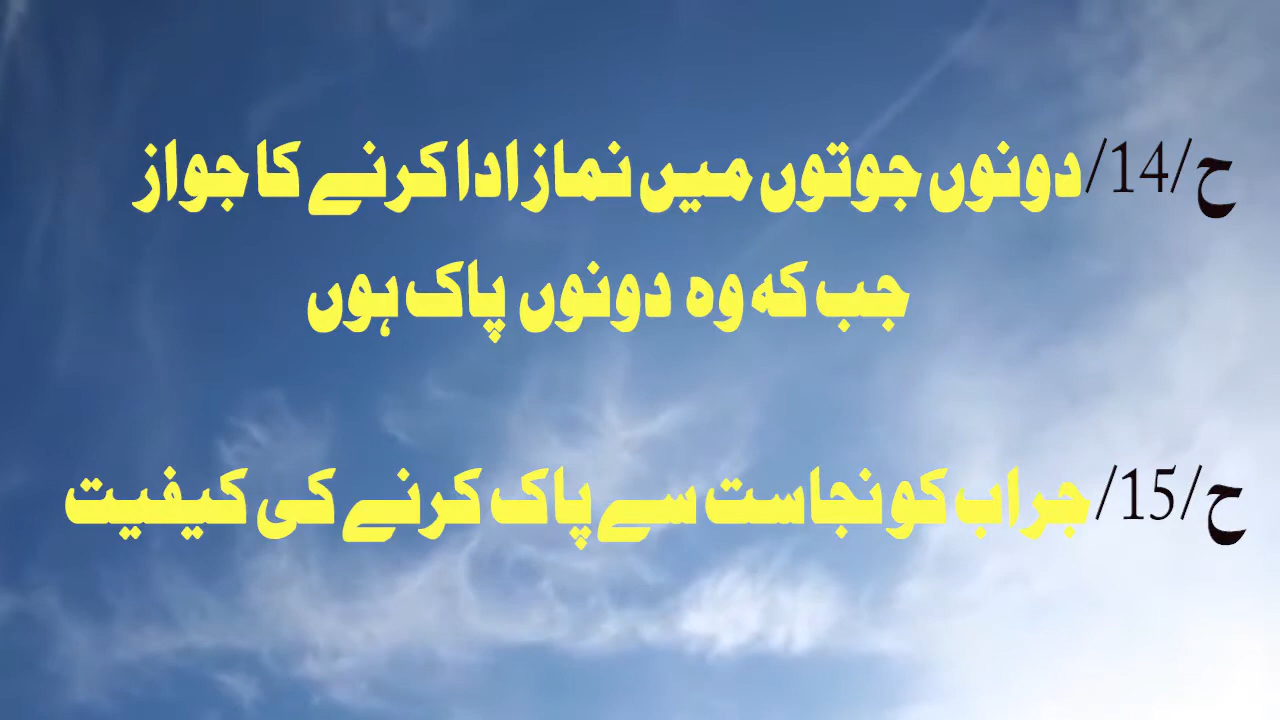 ح/14/دونوں جوتوں میں نماز ادا کرنے کا جواز
جب کہ وہ دونوں پاک ہوں
ح/15/جراب کو نجاست سے پاک کرنے کی کیفیت